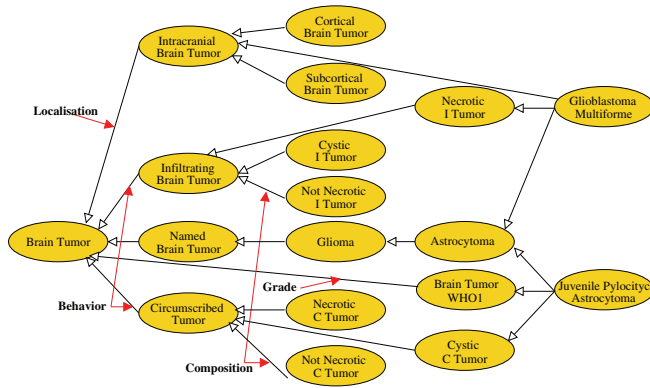 Cortical
Brain Tumor
Intracranial
Brain Tumor
Subcortical
Brain Tumor
Localisation
Necrotic
I Tumor
Glioblastoma
Multiforme
Cystic
I Tumor
Infiltrating
Brain Tumor
Not Necrotic
I Tumor
Brain Tumor
Named
Brain Tumor
Glioma
Astrocytoma
Grade
Brain Tumor
WHO1
Juvenile Pylocityc
Astrocytoma
Behavior
Circumscribed
Tumor
Necrotic
C Tumor
Cystic
C Tumor
Composition
Not Necrotic
C Tumor